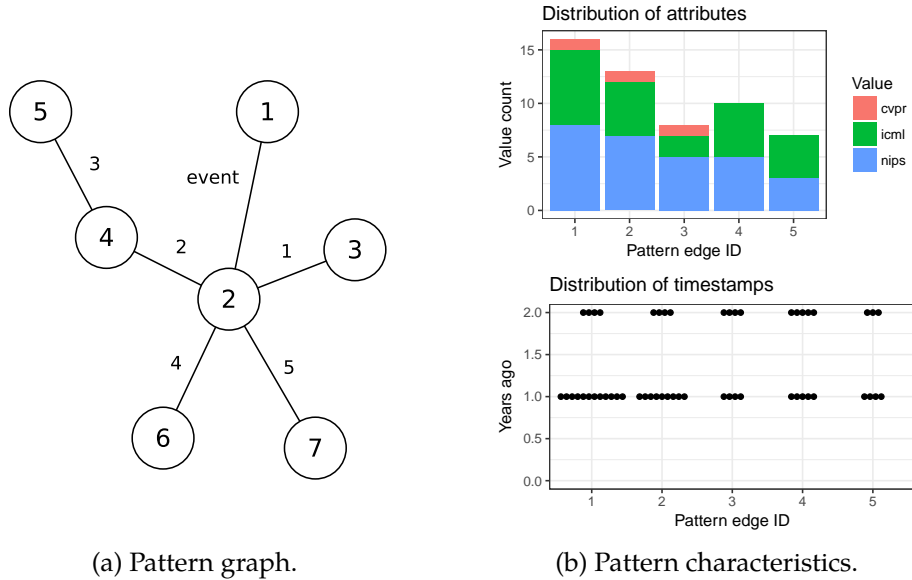 5
1
3
event
4
2
1
3
2
4
5
6
7
(a) Pattern graph.
Distribution of attributes
15
10
5
0
Value count
1 2 3 4 5
Pattern edge ID
Value
cvpr
icml
nips
Distribution of timestamps
2.0
1.5
1.0
0.5
0.0
Years ago
1 2 3 4 5
Pattern edge ID
(b) Pattern characteristics.